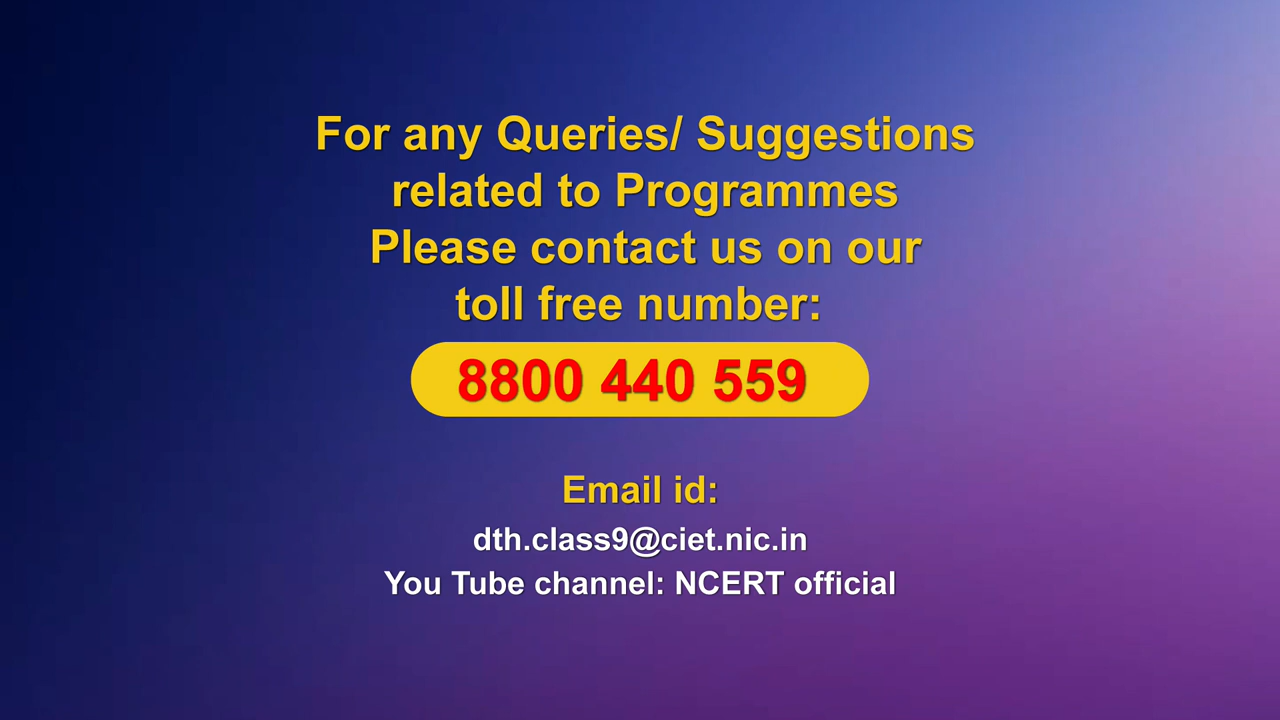 For any Queries/ Suggestions
related to Programmes
Please contact us on our
toll free number:
8800 440 559
Email id:
dth.class9@ciet.nic.in
You Tube channel: NCERT official